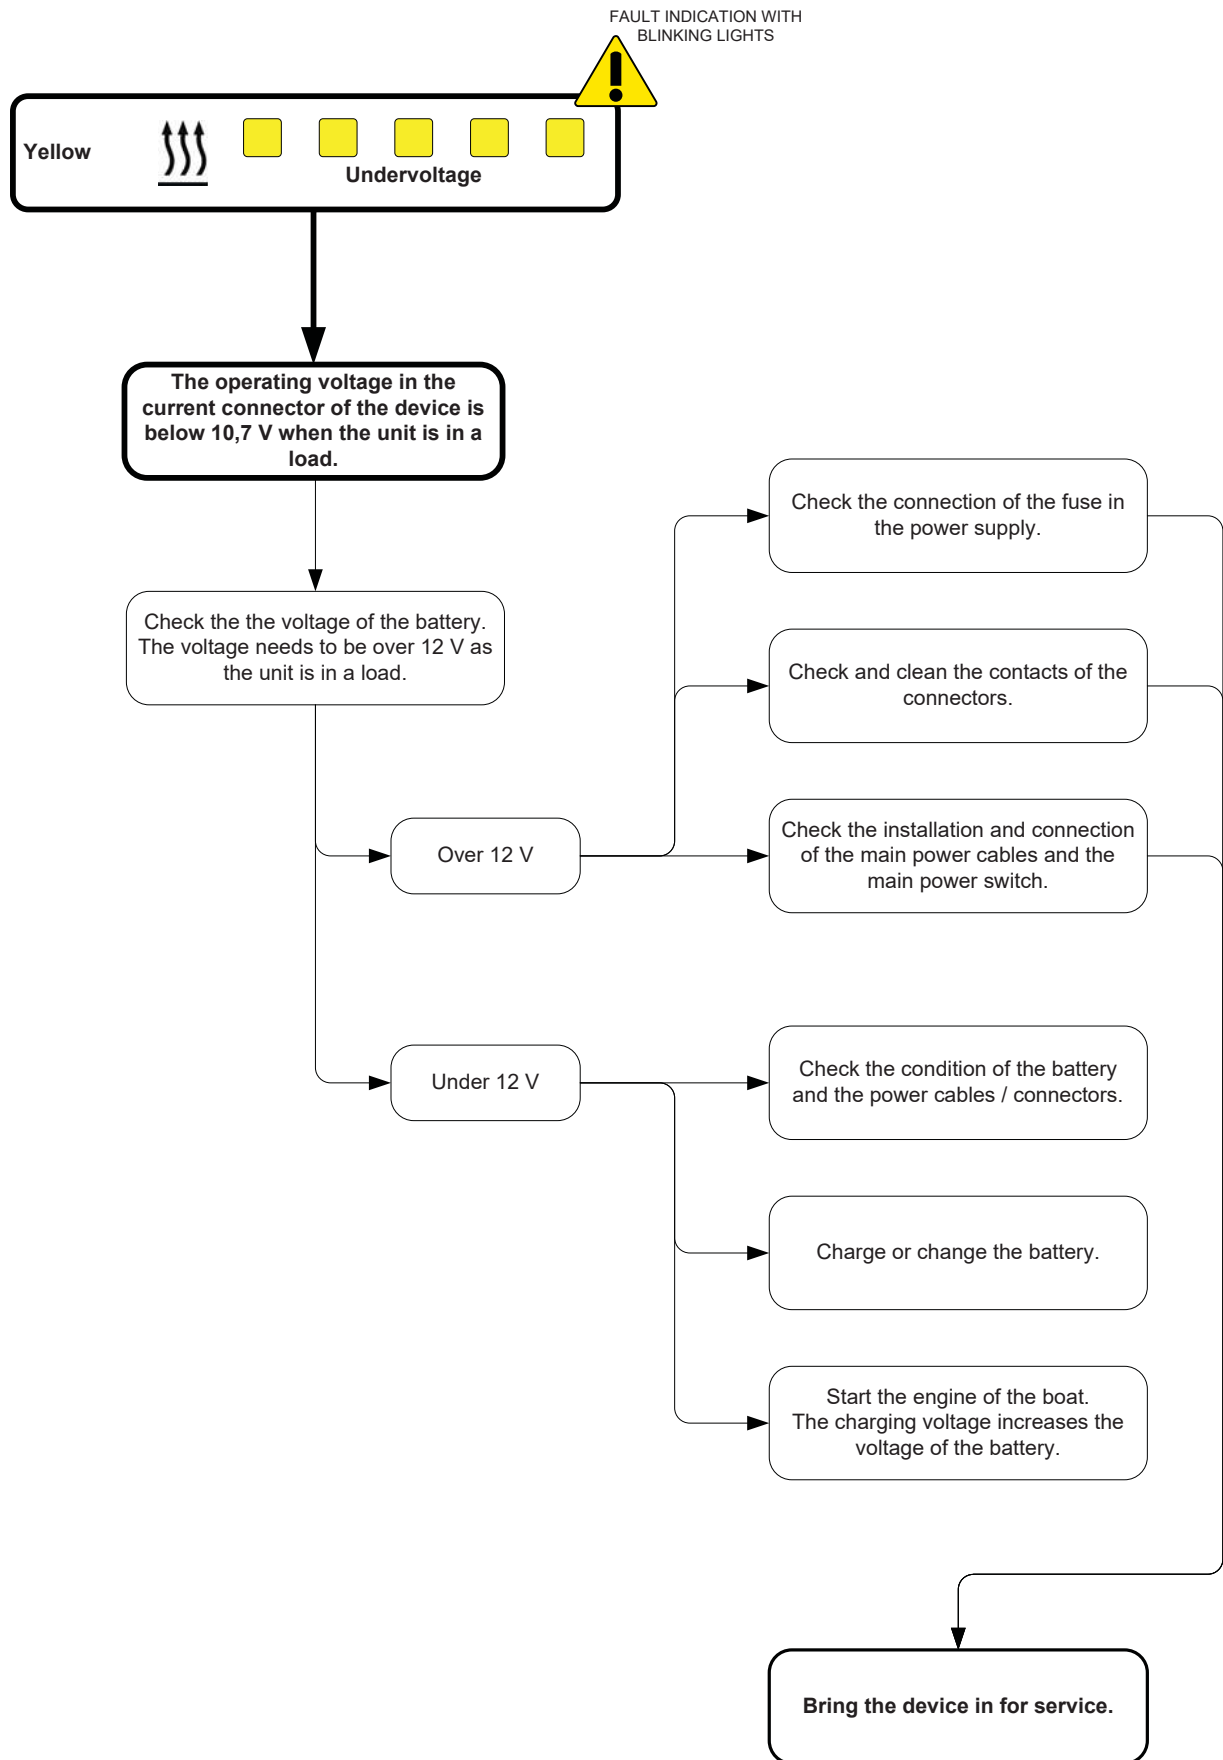 FAULT INDICATION WITH
BLINKING LIGHTS
Yellow
Undervoltage
The operating voltage in the
current connector of the device is
below 10,7 V when the unit is in a
load.
Check the the voltage of the battery.
The voltage needs to be over 12 V as
the unit is in a load.
Over 12 V
Check the connection of the fuse in
the power supply.
Check and clean the contacts of the
connectors.
Check the installation and connection
of the main power cables and the
main power switch.
Under 12 V
Check the condition of the battery
and the power cables / connectors.
Charge or change the battery.
Start the engine of the boat.
The charging voltage increases the
voltage of the battery.
Bring the device in for service.